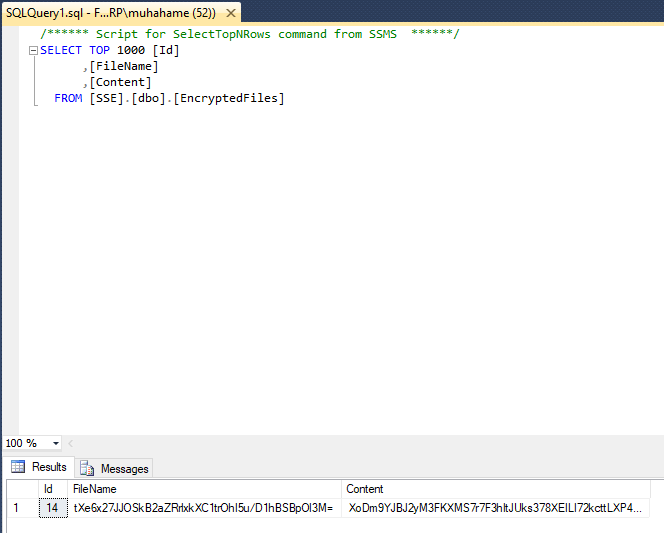 SQLQuery1.sql - F...RP\muhahame (52))
/****** Script for SelectTopNRows command from SSMS  ******/
SELECT TOP 1000 [Id]
,[FileName]
,[Content]
FROM [SSE].[dbo].[EncryptedFiles]
100 %
Results Messages
Id FileName Content
1 14 tXe6x27JJOSkB2aZRrlxkXC1trOhI5u/D1hBSBpOl3M= XoDm9YJBJ2yM3FKXMS7r7F3hltJUks378XEILI72kcttLXP4...